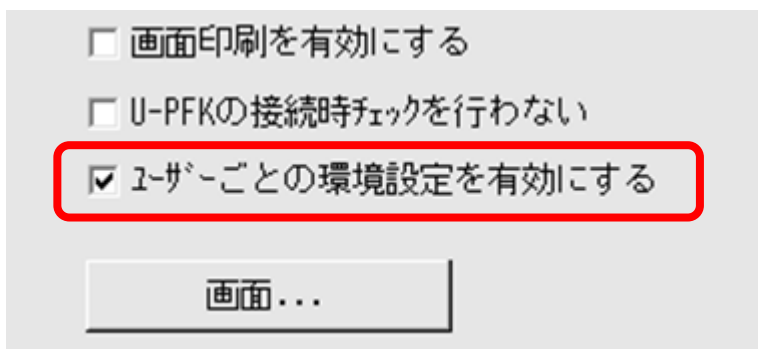 画面印刷を有効にする
U-PFKの接続時ﾁｪｯｸを行わない
ﾕｰｻﾞｰごとの環境設定を有効にする
画面...